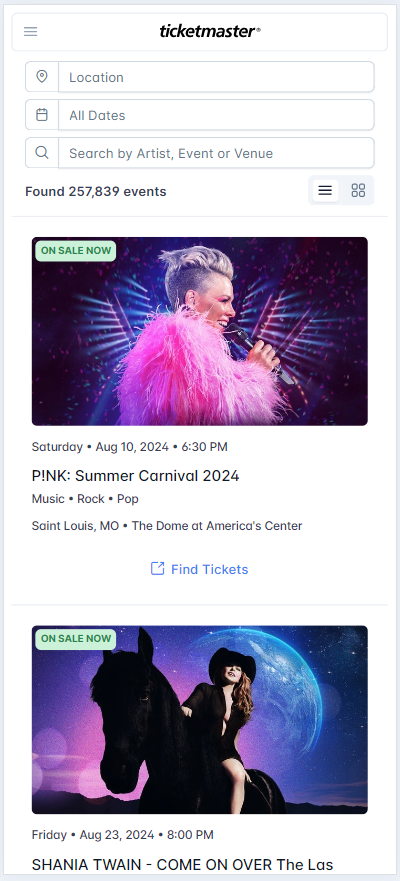 ticketmaster®
Location
All Dates
Search by Artist, Event or Venue
Found 257,839 events
ON SALE NOW
Saturday • Aug 10, 2024 • 6:30 PM
P!NK: Summer Carnival 2024
Music • Rock • Pop
Saint Louis, MO • The Dome at America's Center
Find Tickets
ON SALE NOW
Friday • Aug 23, 2024 • 8:00 PM
SHANIA TWAIN - COME ON OVER The Las